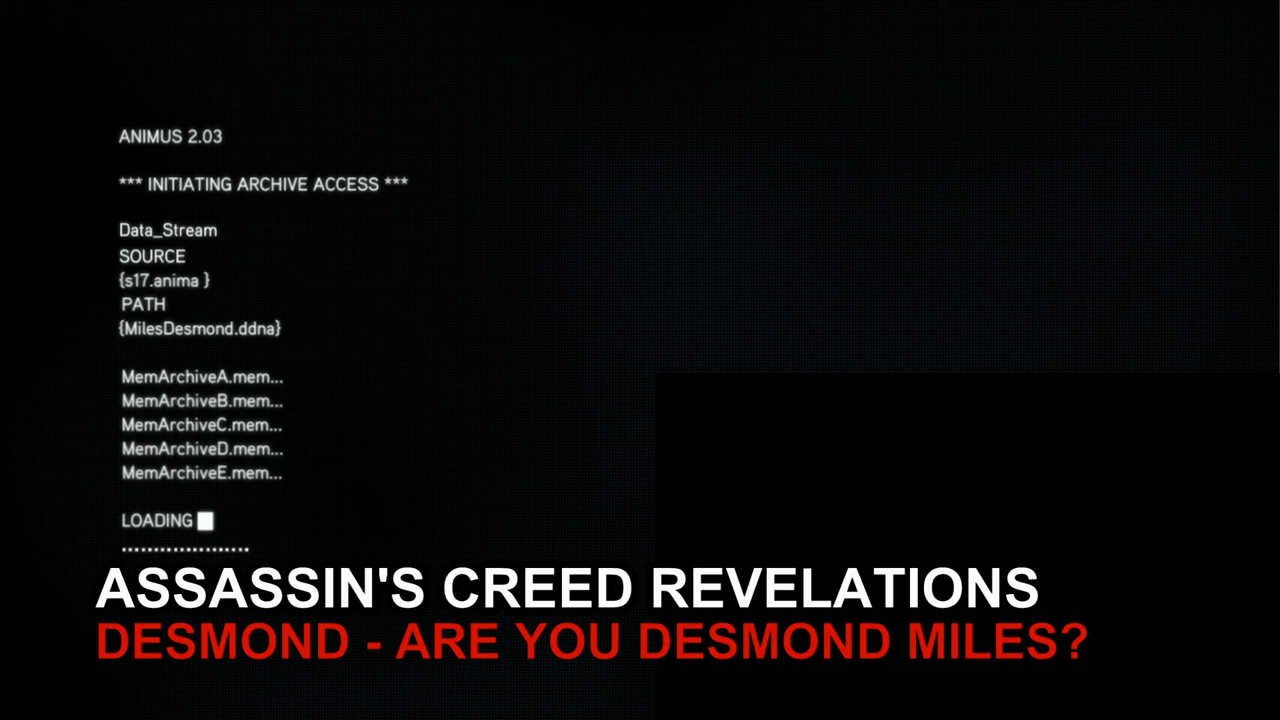 ANIMUS 2.03
*** INITIATING ARCHIVE ACCESS ***
Data_Stream
SOURCE
{s17.anima }
PATH
{MilesDesmond.ddna}
MemArchiveA.mem...
MemArchiveB.mem...
MemArchiveC.mem...
MemArchiveD.mem...
MemArchiveE.mem...
LOADING
....................
ASSASSIN'S CREED REVELATIONS
DESMOND - ARE YOU DESMOND MILES?